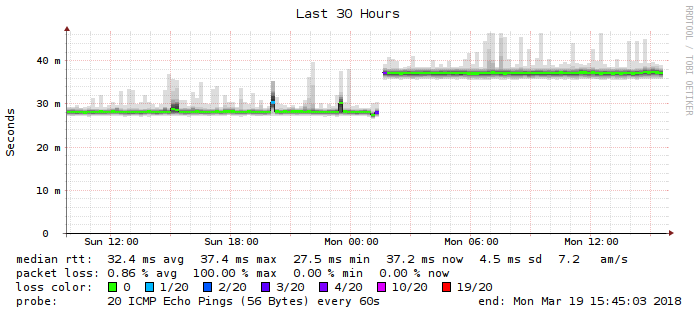 Last 30 Hours
RRDTOOL / TOBI OETIKER
Seconds
40 m
30 m
20 m
10 m
0
Sun 12:00 Sun 18:00 Mon 00:00 Mon 06:00 Mon 12:00
median rtt: 32.4 ms avg 37.4 ms max 27.5 ms min 37.2 ms now 4.5 ms sd 7.2 am/s
packet loss: 0.86 % avg 100.00 % max 0.00 % min 0.00 % now
loss color: 0 1/20 2/20 3/20 4/20 10/20 19/20
probe: 20 ICMP Echo Pings (56 Bytes) every 60s end: Mon Mar 19 15:45:03 2018